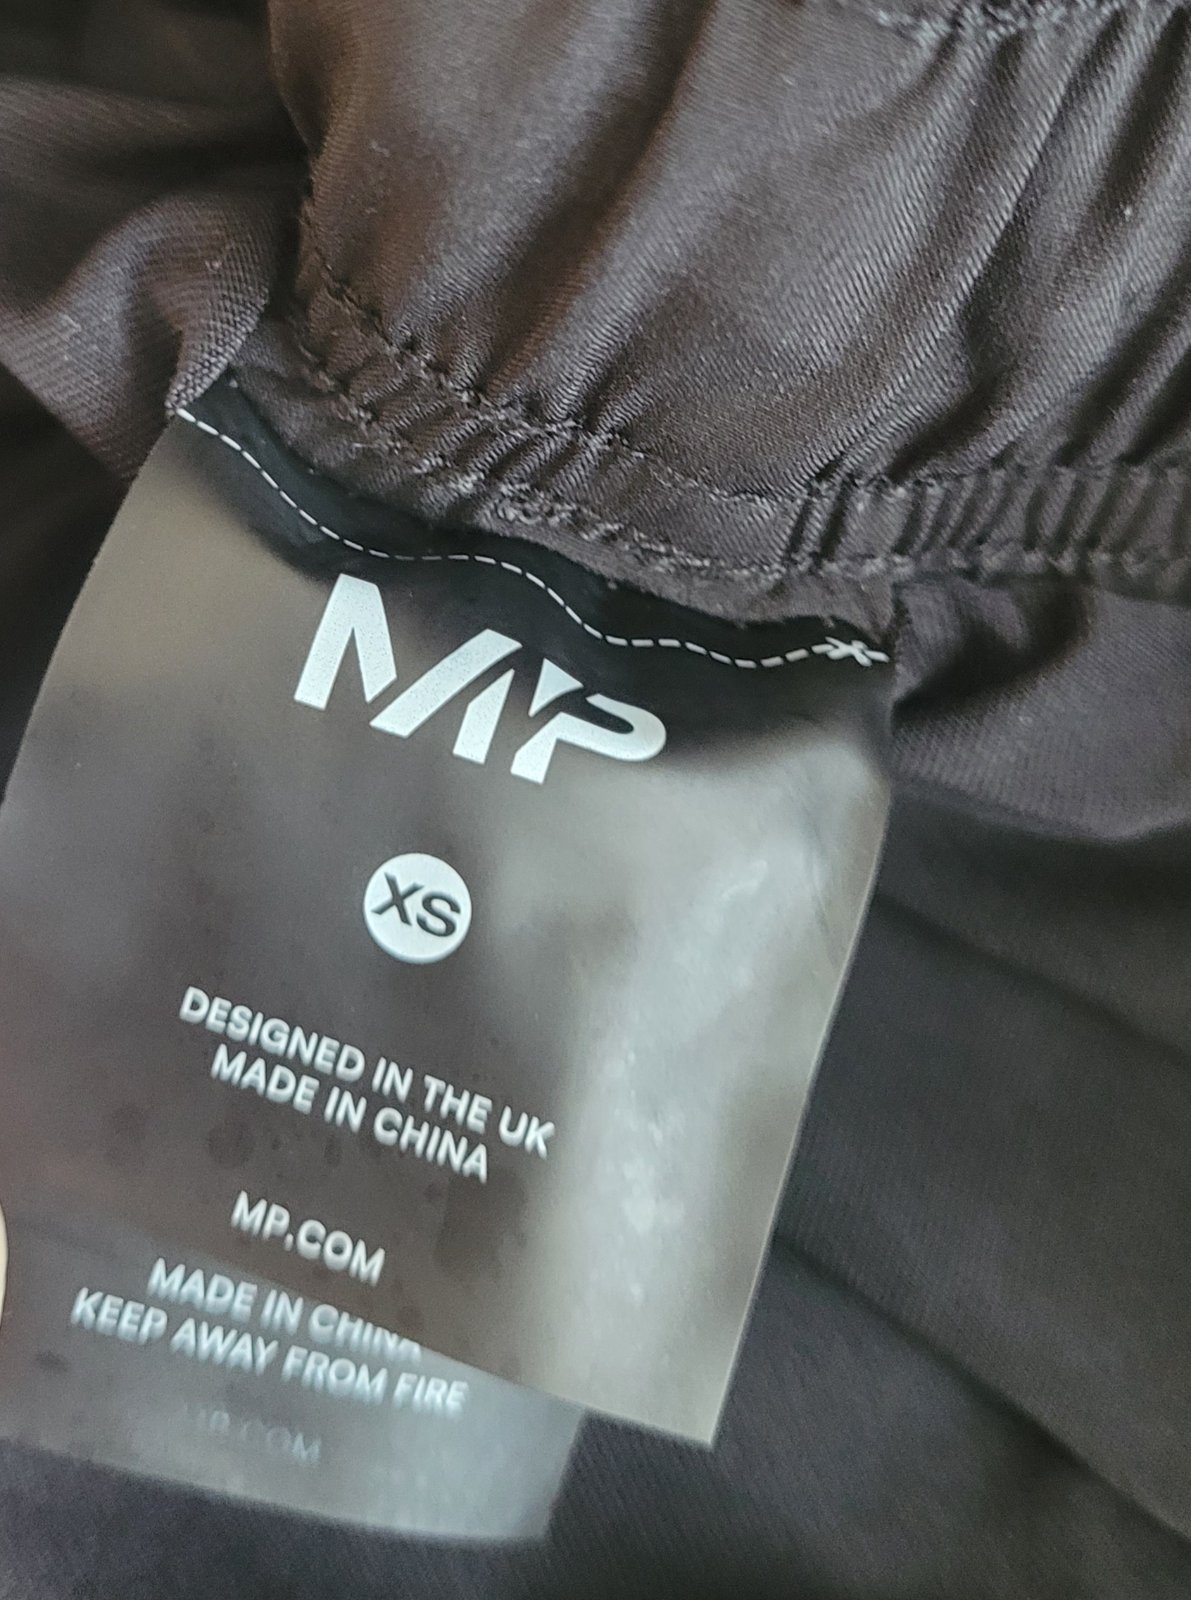 MP
XS
DESIGNED IN THE UK
MADE IN CHINA
MP.COM
MADE IN CHINA
KEEP AWAY FROM FIRE